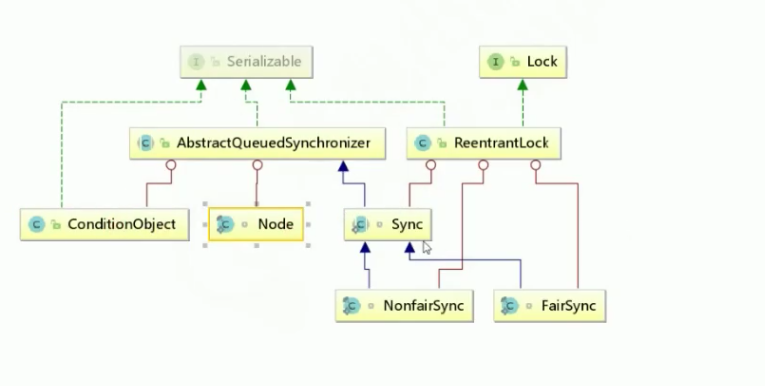 I Serializable
I Lock
C AbstractQueuedSynchronizer
C ReentrantLock
C ConditionObject
C Node
C Sync
C NonfairSync
C FairSync